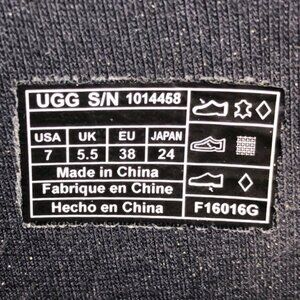 UGG S/N 1014458
USA UK EU JAPAN
7 5.5 38 24
Made in China
Fabrique en Chine
Hecho en China
F16016G